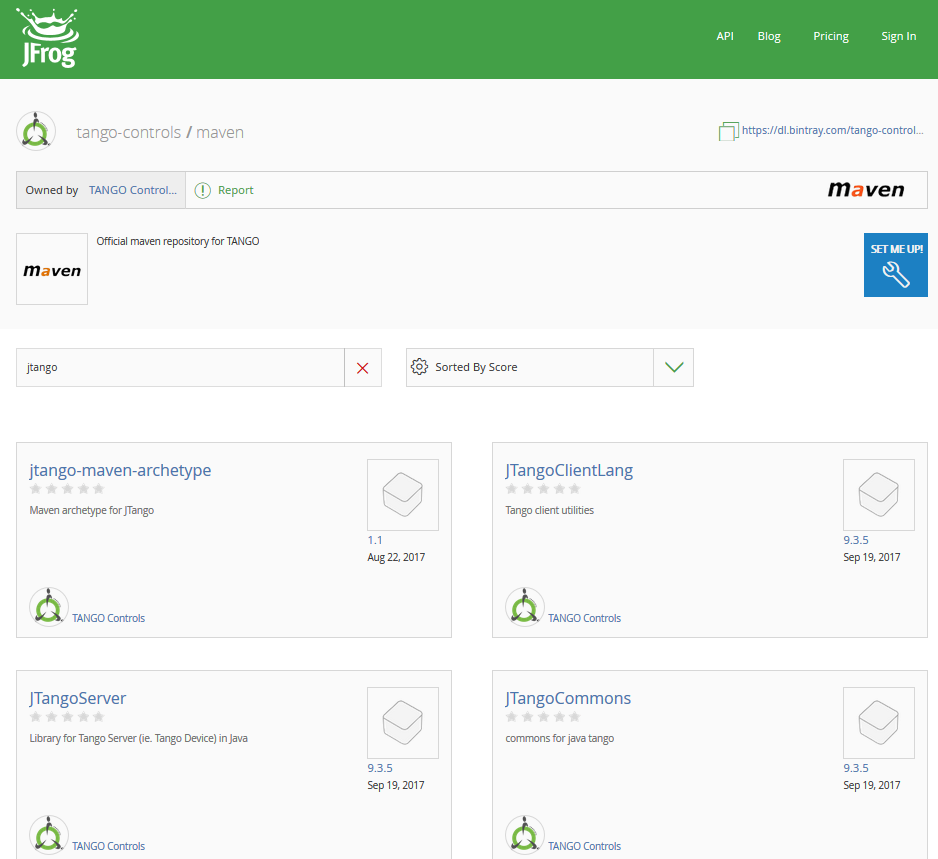 JFrog
API Blog Pricing Sign In
tango-controls / maven
https://dl.bintray.com/tango-control...
Owned by TANGO Control... Report
maven
maven
Official maven repository for TANGO
SET ME UP!
jtango
Sorted By Score
jtango-maven-archetype
Maven archetype for JTango
1.1
Aug 22, 2017
TANGO Controls
JTangoClientLang
Tango client utilities
9.3.5
Sep 19, 2017
TANGO Controls
JTangoServer
Library for Tango Server (ie. Tango Device) in Java
9.3.5
Sep 19, 2017
TANGO Controls
JTangoCommons
commons for java tango
9.3.5
Sep 19, 2017
TANGO Controls